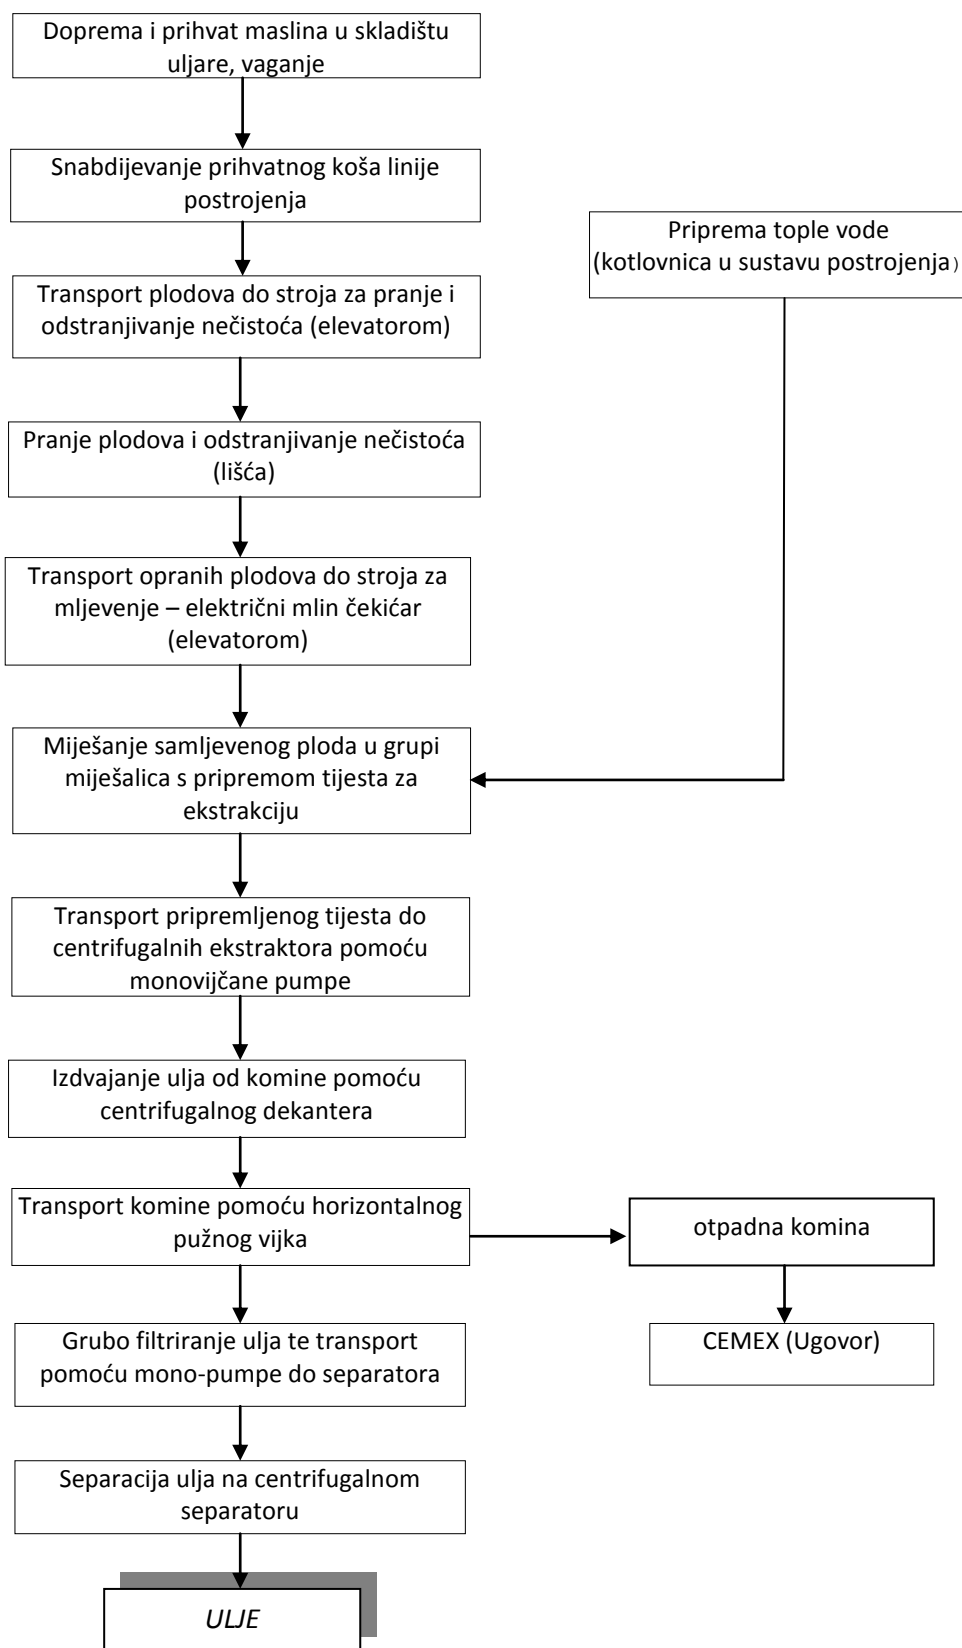 Doprema i prihvat maslina u skladištu
uljare, vaganje
Snabdijevanje prihvatnog koša linije
postrojenja
Priprema tople vode
(kotlovnica u sustavu postrojenja)
Transport plodova do stroja za pranje i
odstranjivanje nečistoća (elevatorom)
Pranje plodova i odstranjivanje nečistoća
(lišća)
Transport opranih plodova do stroja za
mljevenje – električni mlin čekićar
(elevatorom)
Miješanje samljevenog ploda u grupi
miješalica s pripremom tijesta za
ekstrakciju
Transport pripremljenog tijesta do
centrifugalnih ekstraktora pomoću
monovijčane pumpe
Izdvajanje ulja od komine pomoću
centrifugalnog dekantera
Transport komine pomoću horizontalnog
pužnog vijka
otpadna komina
Grubo filtriranje ulja te transport
pomoću mono-pumpe do separatora
CEMEX (Ugovor)
Separacija ulja na centrifugalnom
separatoru
ULJE